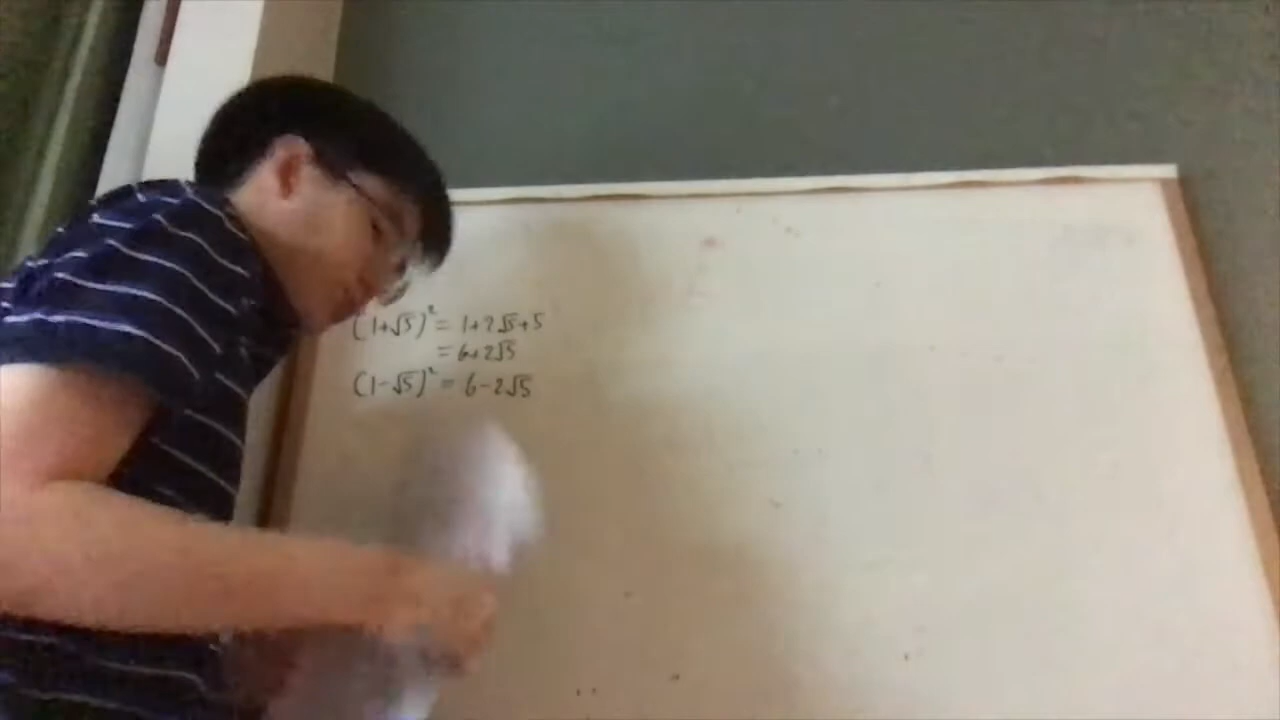 (1+√5)² = 1+2√5+5
= 6+2√5
(1-√5)² = 6-2√5